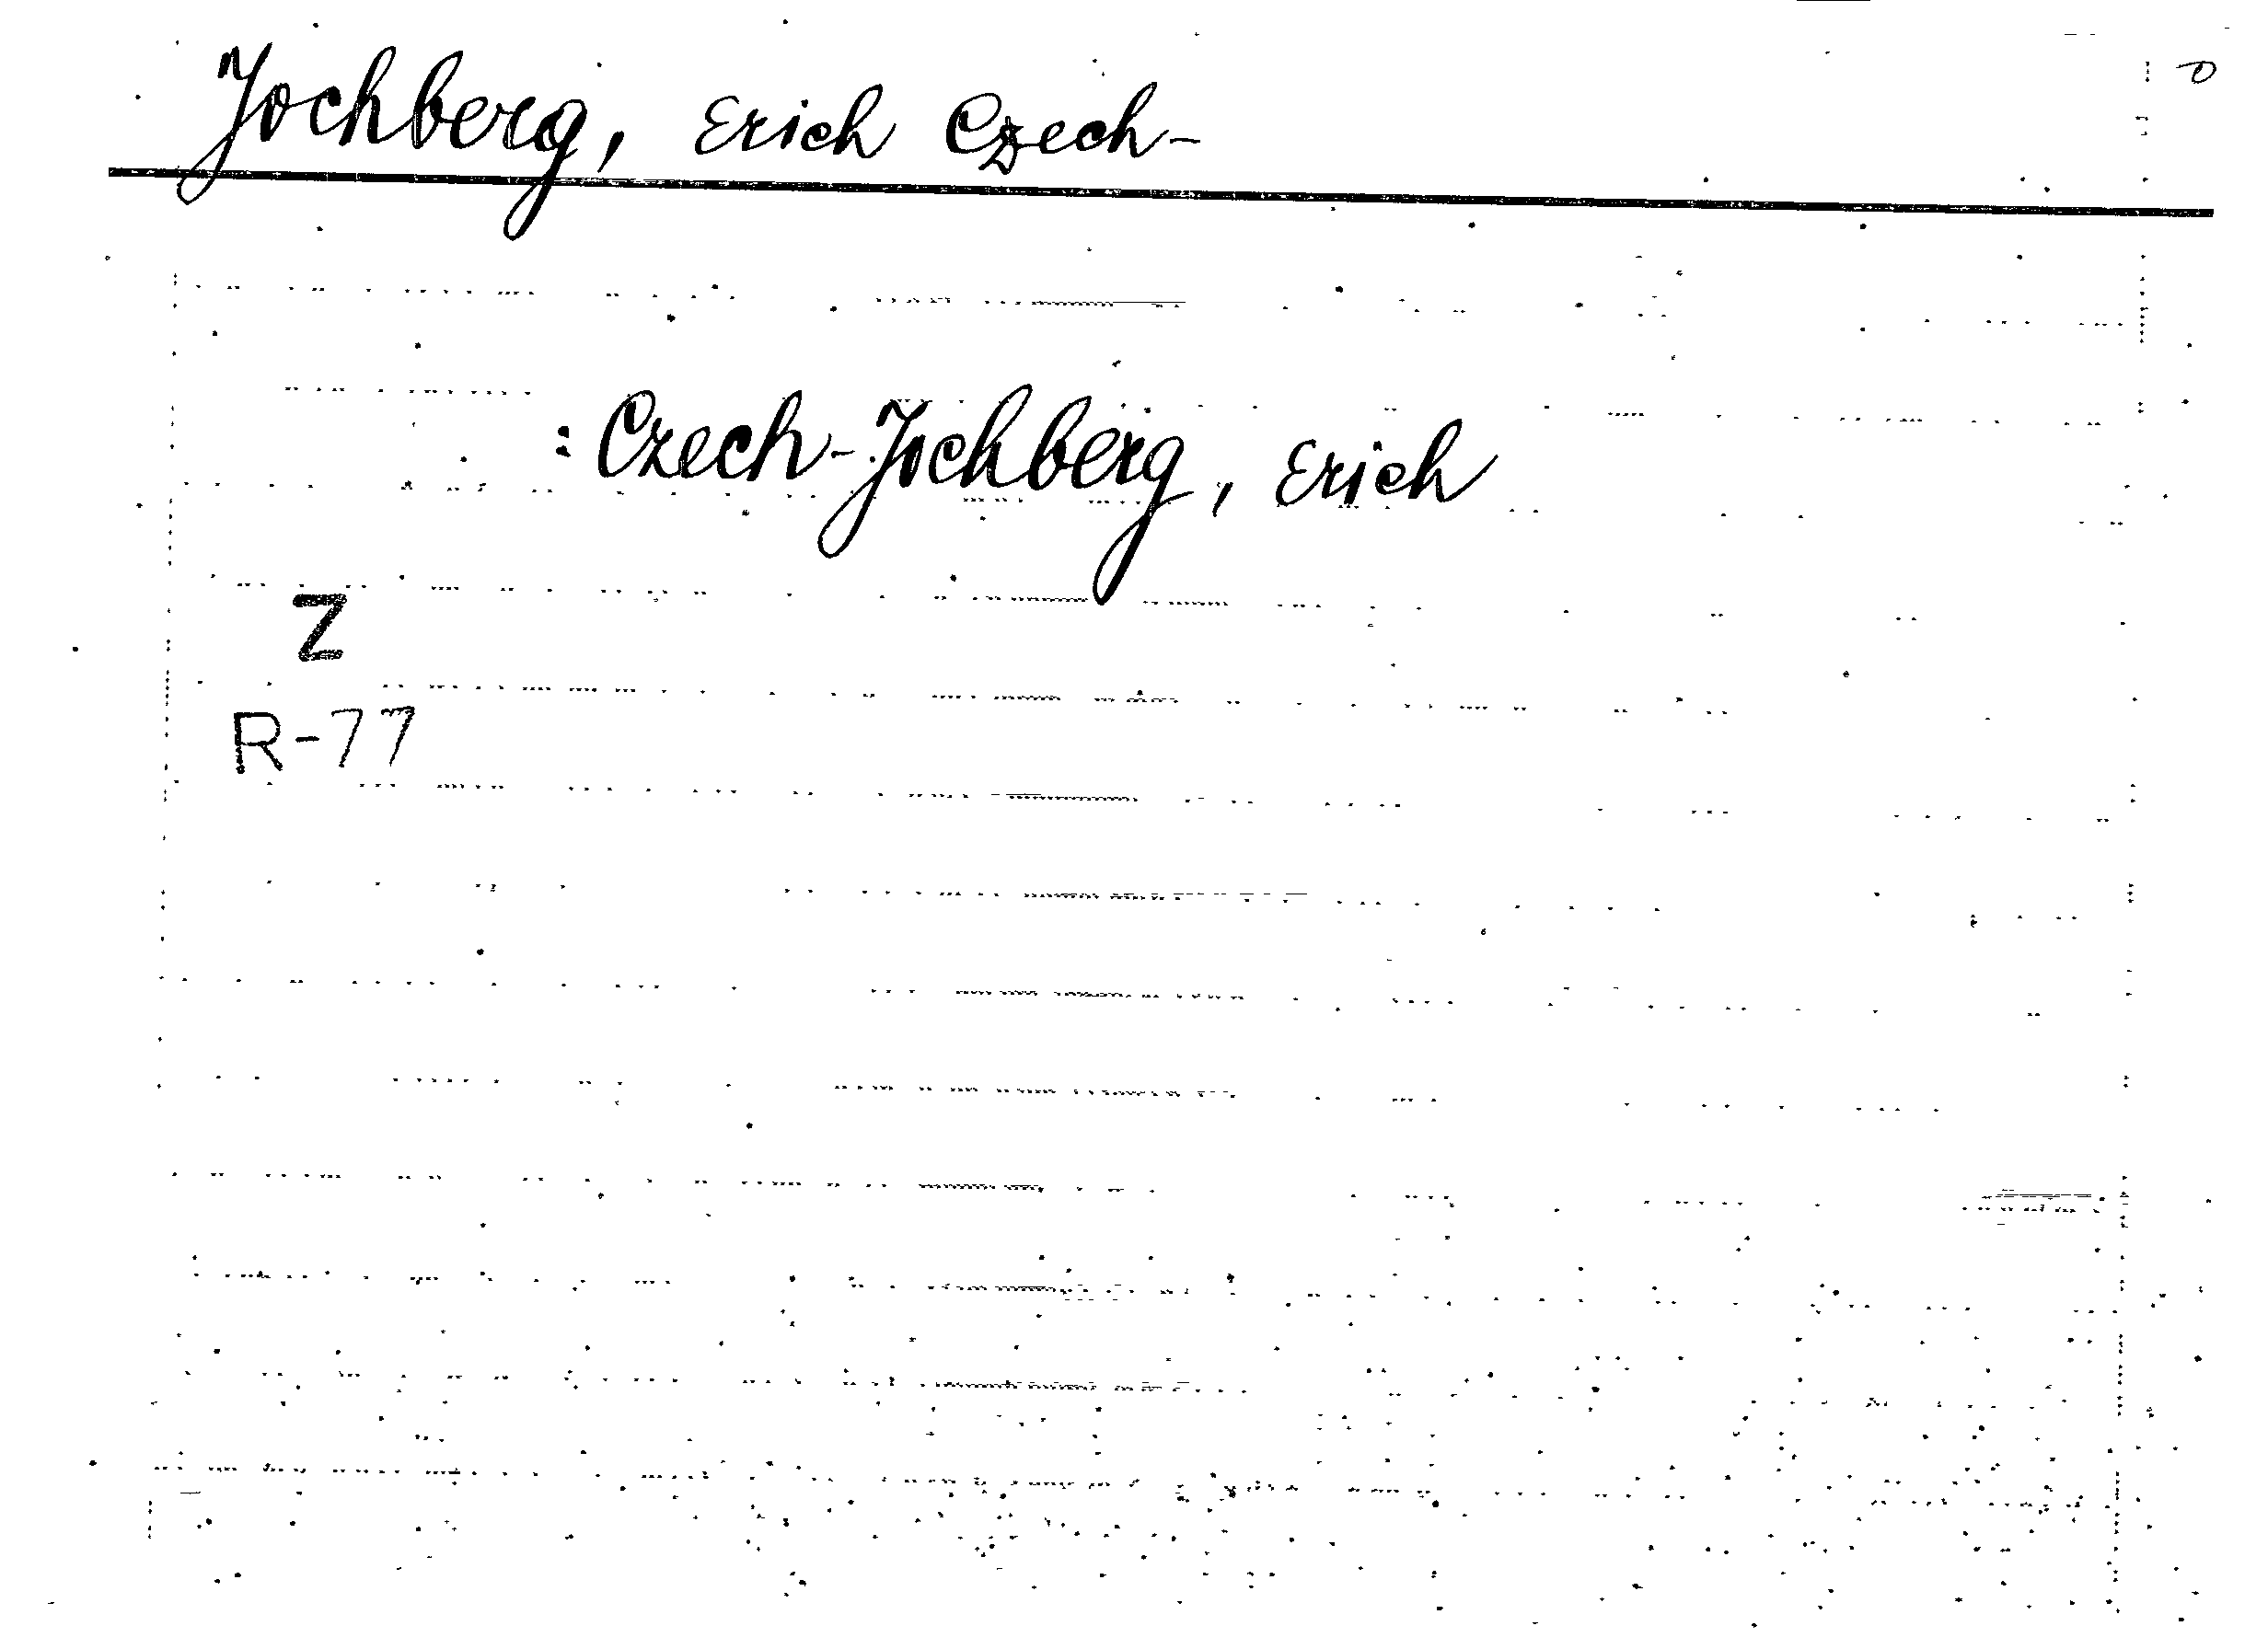 Jochberg, Erich Czech-
: Czech-Jochberg, Erich
Z
R-77